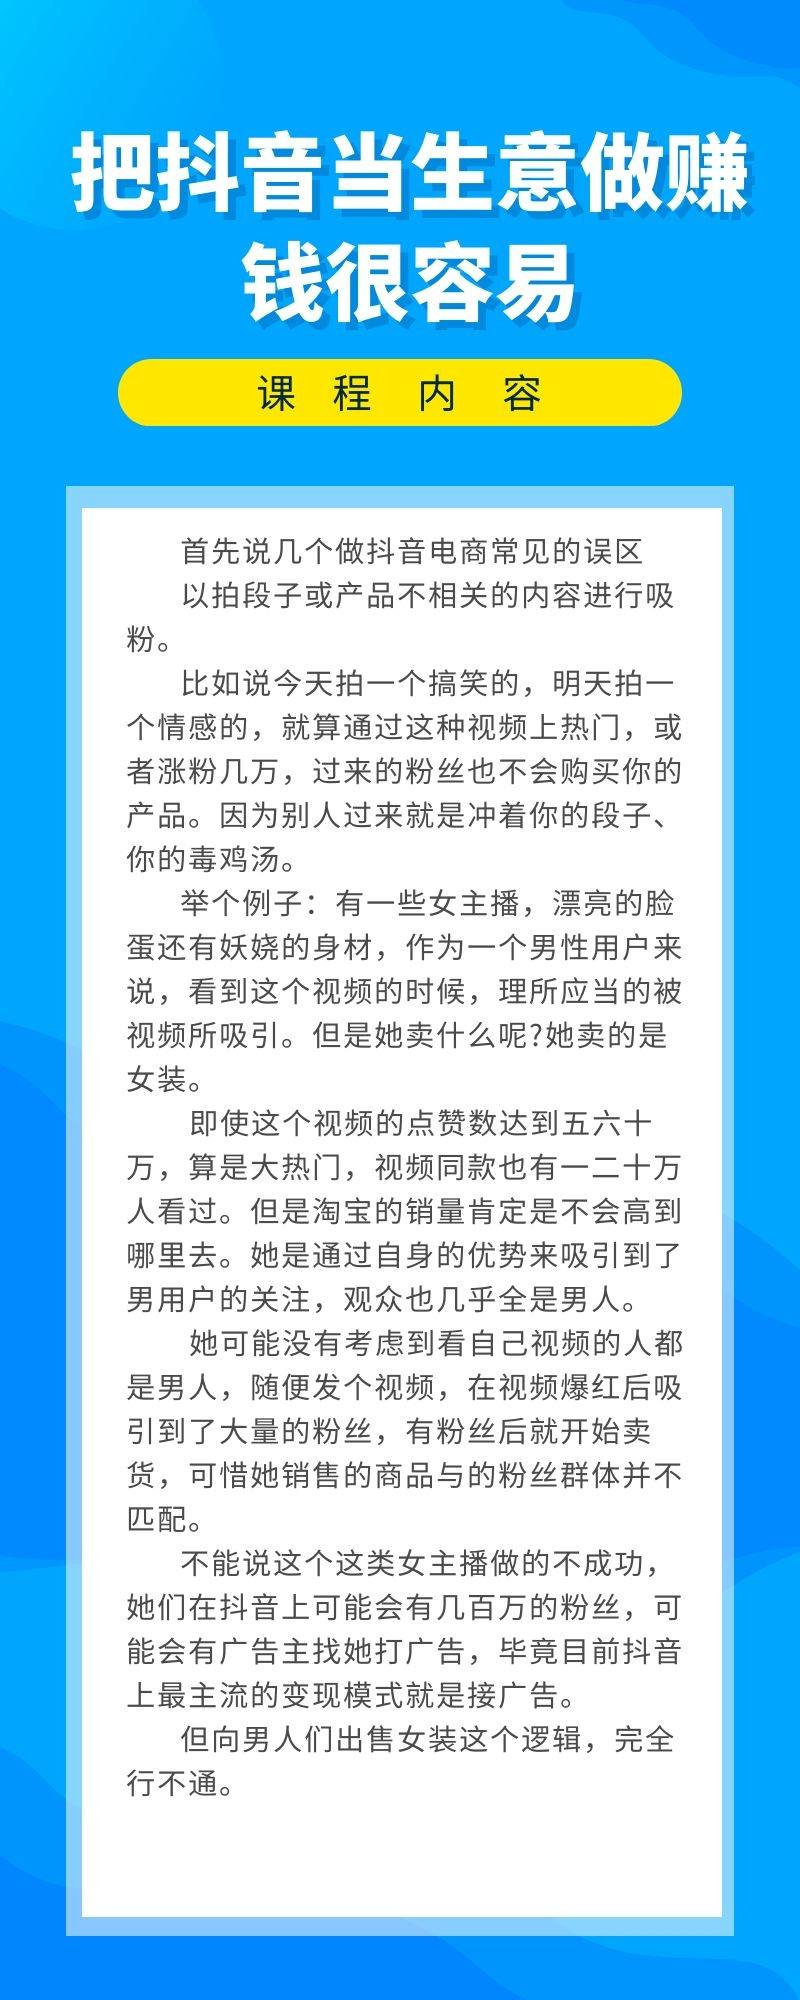 把抖音当生意做赚
钱很容易
课 程 内 容
首先说几个做抖音电商常见的误区
以拍段子或产品不相关的内容进行吸
粉。
比如说今天拍一个搞笑的，明天拍一
个情感的，就算通过这种视频上热门，或
者涨粉几万，过来的粉丝也不会购买你的
产品。因为别人过来就是冲着你的段子、
你的毒鸡汤。
举个例子：有一些女主播，漂亮的脸
蛋还有妖娆的身材，作为一个男性用户来
说，看到这个视频的时候，理所应当的被
视频所吸引。但是她卖什么呢?她卖的是
女装。
即使这个视频的点赞数达到五六十
万，算是大热门，视频同款也有一二十万
人看过。但是淘宝的销量肯定是不会高到
哪里去。她是通过自身的优势来吸引到了
男用户的关注，观众也几乎全是男人。
她可能没有考虑到看自己视频的人都
是男人，随便发个视频，在视频爆红后吸
引到了大量的粉丝，有粉丝后就开始卖
货，可惜她销售的商品与的粉丝群体并不
匹配。
不能说这个这类女主播做的不成功，
她们在抖音上可能会有几百万的粉丝，可
能会有广告主找她打广告，毕竟目前抖音
上最主流的变现模式就是接广告。
但向男人们出售女装这个逻辑，完全
行不通。